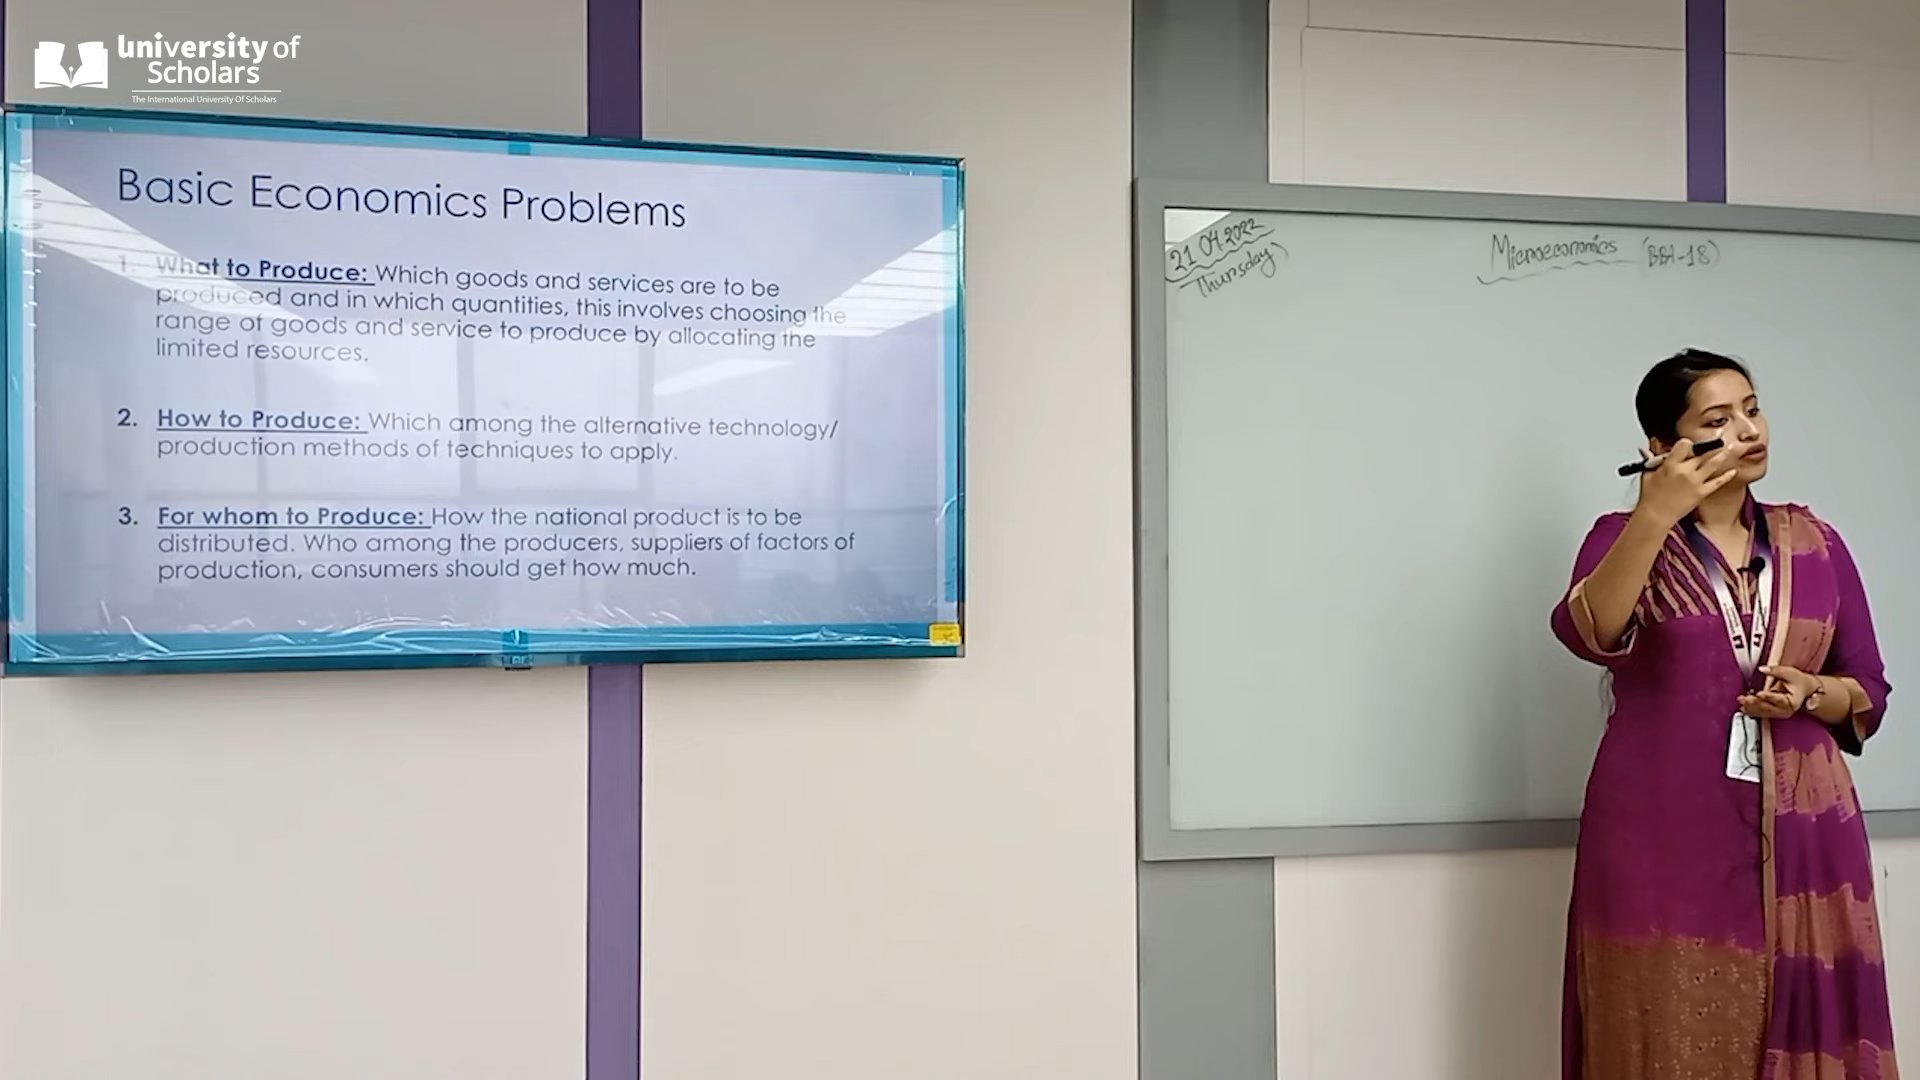 University of
Scholars
The International University Of Scholars
Basic Economics Problems
1. What to Produce: Which goods and services are to be
produced and in which quantities, this involves choosing the
range of goods and service to produce by allocating the
limited resources.
2. How to Produce: Which among the alternative technology/
production methods of techniques to apply.
3. For whom to Produce: How the national product is to be
distributed. Who among the producers, suppliers of factors of
production, consumers should get how much.
21.04.2022
Thursday
Microeconomics (BBA-18)